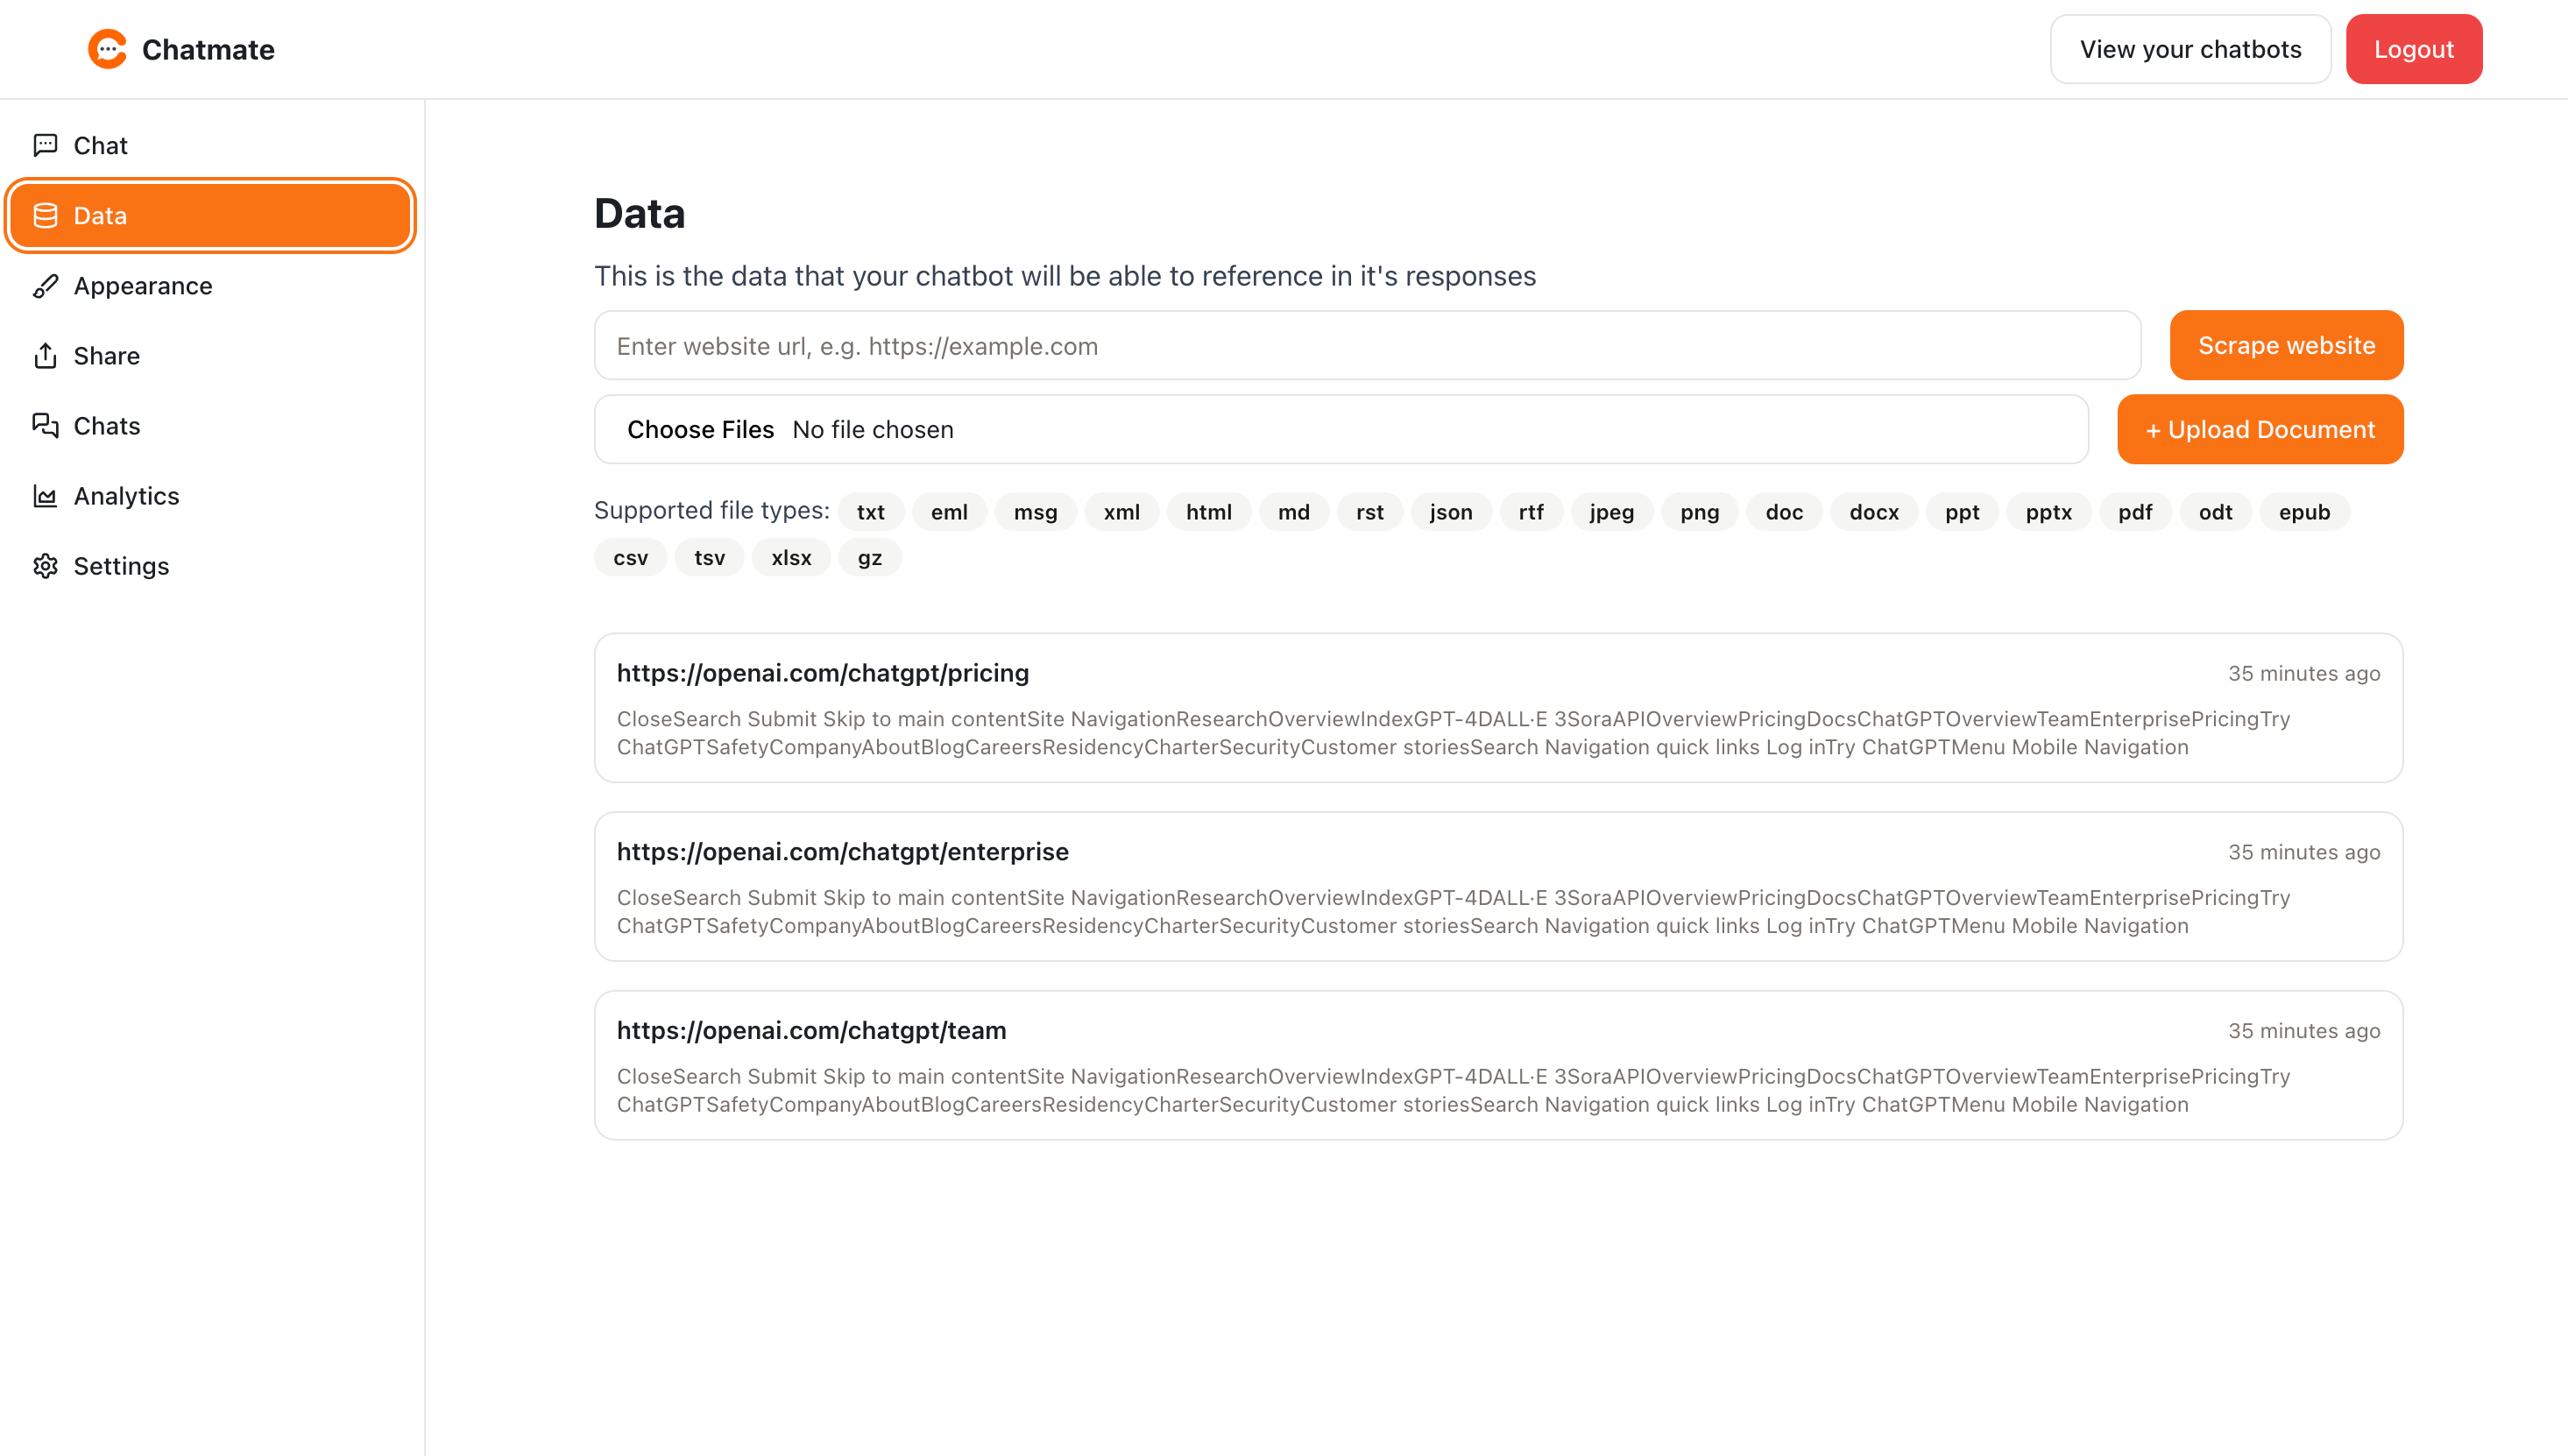 Chatmate
View your chatbots
Logout
Chat
Data
Appearance
Share
Chats
Analytics
Settings
Data
This is the data that your chatbot will be able to reference in it's responses
Enter website url, e.g. https://example.com
Scrape website
Choose Files No file chosen
+ Upload Document
Supported file types: txt eml msg xml html md rst json rtf jpeg png doc docx ppt pptx pdf odt epub
csv tsv xlsx gz
https://openai.com/chatgpt/pricing
35 minutes ago
CloseSearch Submit Skip to main contentSite NavigationResearchOverviewIndexGPT-4DALL·E 3SoraAPIOverviewPricingDocsChatGPTOverviewTeamEnterprisePricingTry
ChatGPTSafetyCompanyAboutBlogCareersResidencyCharterSecurityCustomer storiesSearch Navigation quick links Log inTry ChatGPTMenu Mobile Navigation
https://openai.com/chatgpt/enterprise
35 minutes ago
CloseSearch Submit Skip to main contentSite NavigationResearchOverviewIndexGPT-4DALL·E 3SoraAPIOverviewPricingDocsChatGPTOverviewTeamEnterprisePricingTry
ChatGPTSafetyCompanyAboutBlogCareersResidencyCharterSecurityCustomer storiesSearch Navigation quick links Log inTry ChatGPTMenu Mobile Navigation
https://openai.com/chatgpt/team
35 minutes ago
CloseSearch Submit Skip to main contentSite NavigationResearchOverviewIndexGPT-4DALL·E 3SoraAPIOverviewPricingDocsChatGPTOverviewTeamEnterprisePricingTry
ChatGPTSafetyCompanyAboutBlogCareersResidencyCharterSecurityCustomer storiesSearch Navigation quick links Log inTry ChatGPTMenu Mobile Navigation